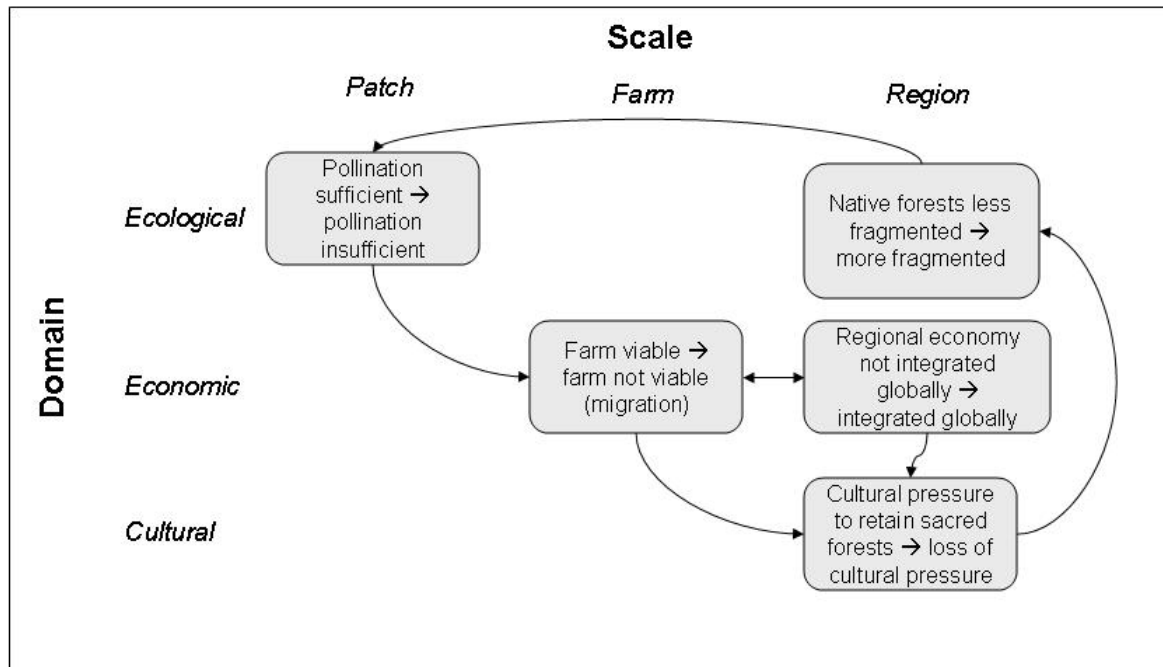 Scale
Patch
Farm
Region
Domain
Ecological
Pollination
sufficient →
pollination
insufficient
Native forests less
fragmented →
more fragmented
Economic
Farm viable →
farm not viable
(migration)
Regional economy
not integrated
globally →
integrated globally
Cultural
Cultural pressure
to retain sacred
forests → loss of
cultural pressure